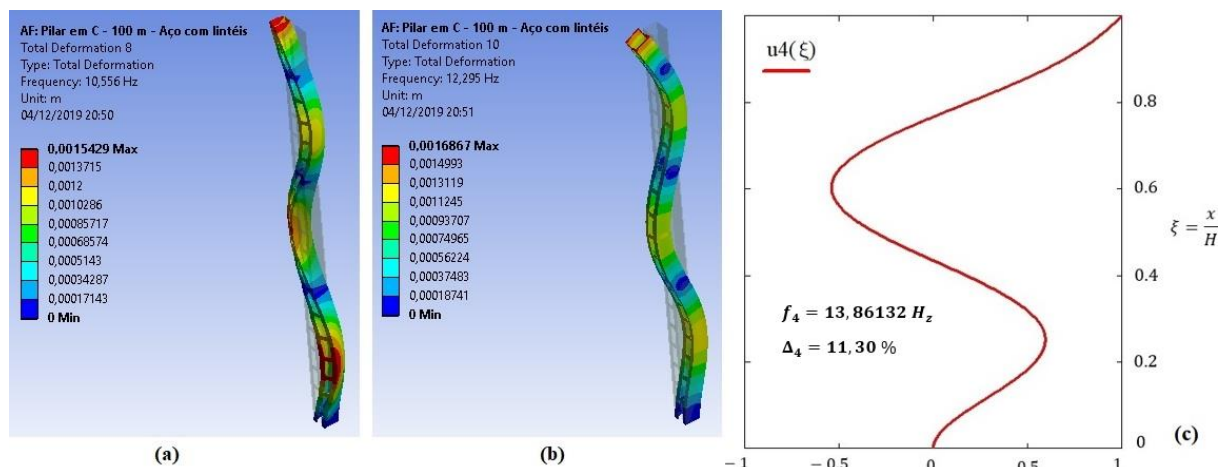 AF: Pilar em C - 100 m - Aço com lintéis
Total Deformation 8
Type: Total Deformation
Frequency: 10,556 Hz
Unit: m
04/12/2019 20:50
0,0015429 Max
0,0013715
0,0012
0,0010286
0,00085717
0,00068574
0,0005143
0,00034287
0,00017143
0 Min
(a)
AF: Pilar em C - 100 m - Aço com lintéis
Total Deformation 10
Type: Total Deformation
Frequency: 12,295 Hz
Unit: m
04/12/2019 20:51
0,0016867 Max
0,0014993
0,0013119
0,0011245
0,00093707
0,00074965
0,00056224
0,00037483
0,00018741
0 Min
(b)
u4(ξ)
0.8
0.6
ξ = x/H
0.4
f₄ = 13,86132 H_z
Δ₄ = 11,30 %
0.2
0
−1
−0.5
0
0.5
1
(c)